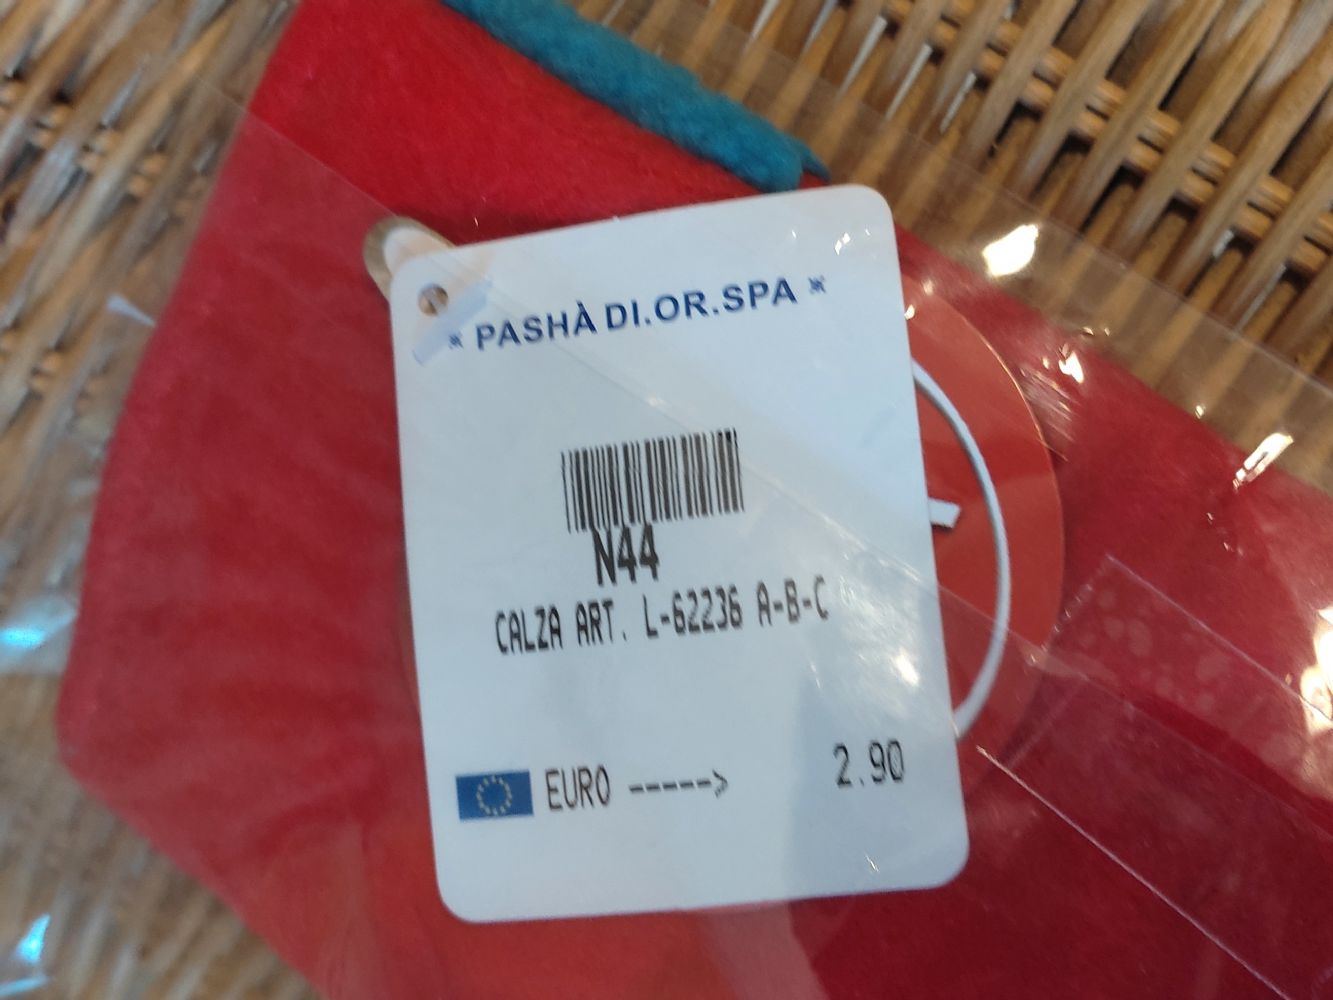 * PASHÀ DI.OR.SPA *
N44
CALZA ART. L-62236 A-B-C
EURO -----> 2.90